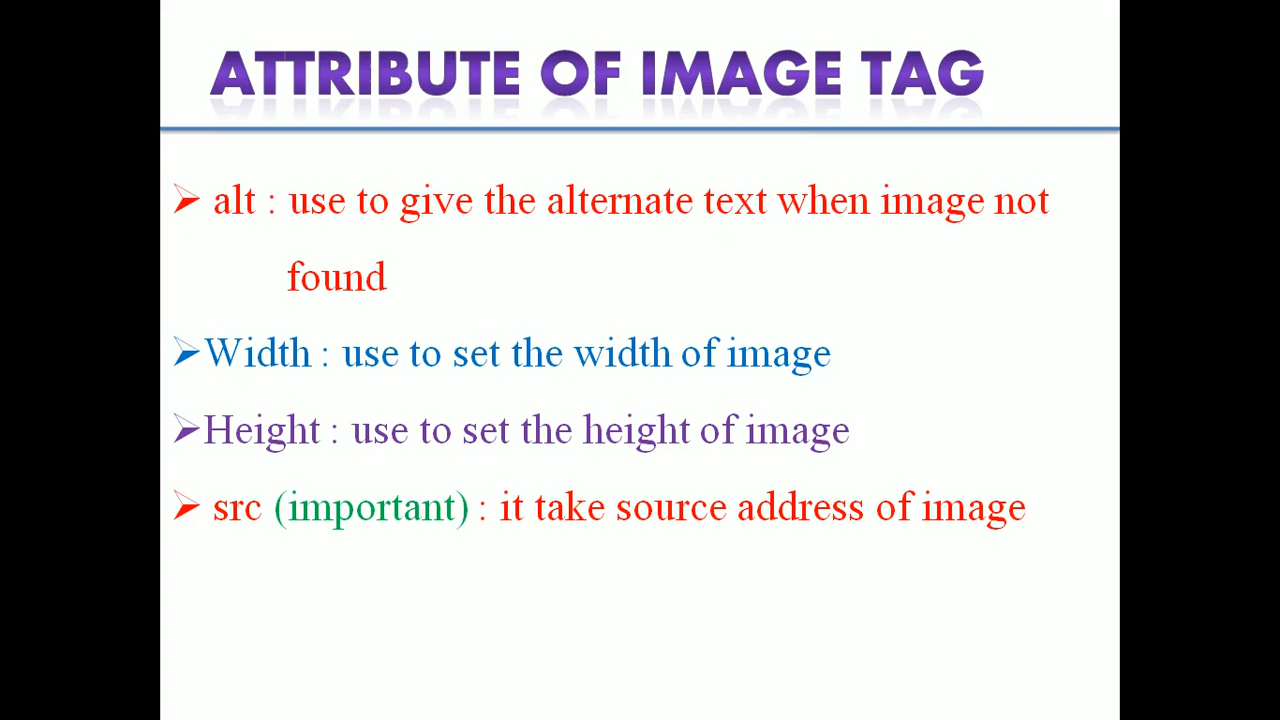 ATTRIBUTE OF IMAGE TAG
alt : use to give the alternate text when image not
found
Width : use to set the width of image
Height : use to set the height of image
src (important) : it take source address of image